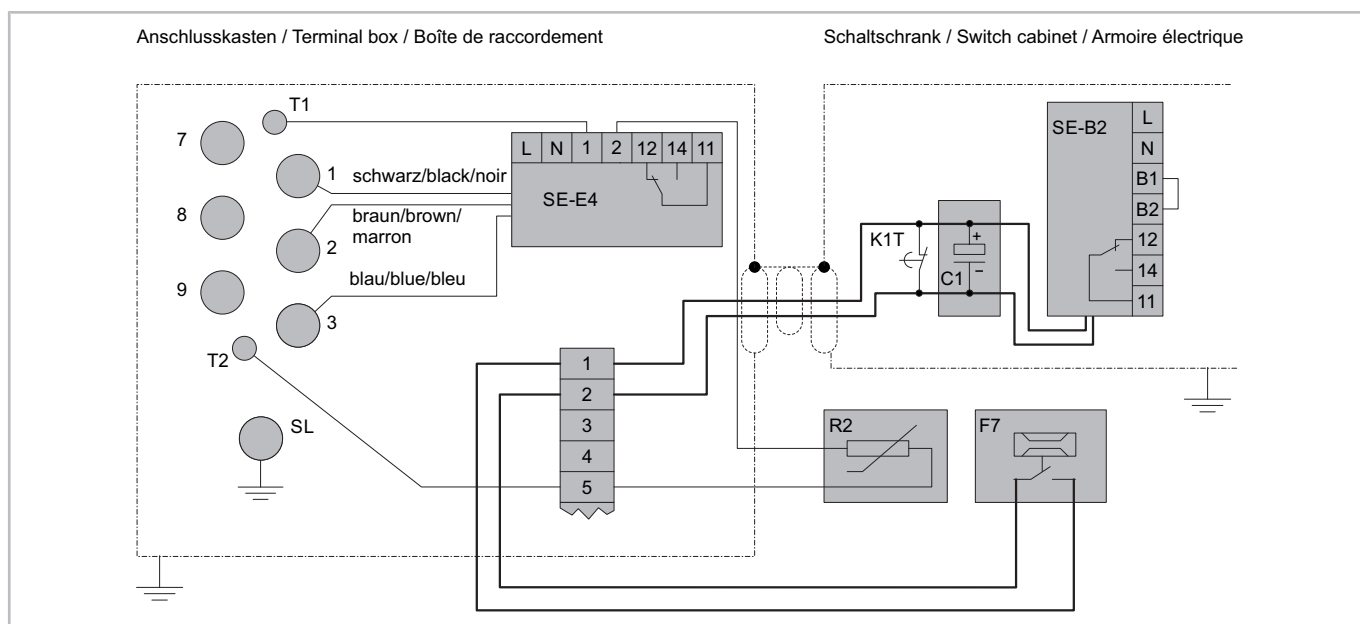 Anschlusskasten / Terminal box / Boîte de raccordement
Schaltschrank / Switch cabinet / Armoire électrique
T1
7
1
schwarz/black/noir
8
braun/brown/
marron
2
9
blau/blue/bleu
3
T2
SL
L N 1 2 12 14 11
SE-E4
1
2
3
4
5
K1T
+
−
C1
SE-B2
L
N
B1
B2
12
14
11
R2
F7